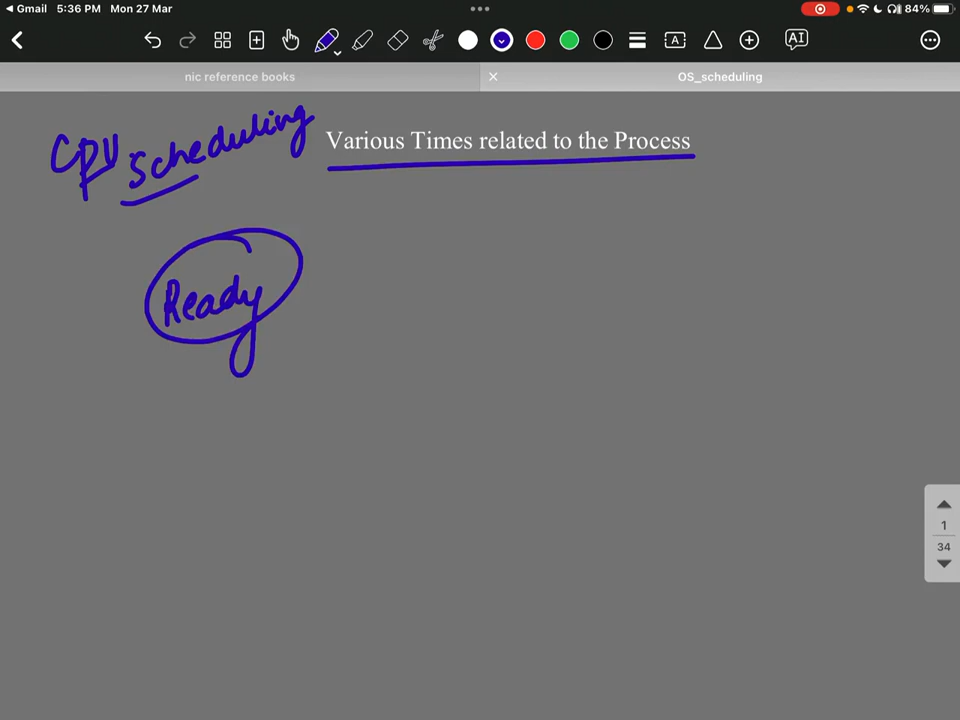 Gmail 5:36 PM Mon 27 Mar 84%
A AI
nic reference books OS_scheduling
CPU Scheduling
Various Times related to the Process
Ready
1
34